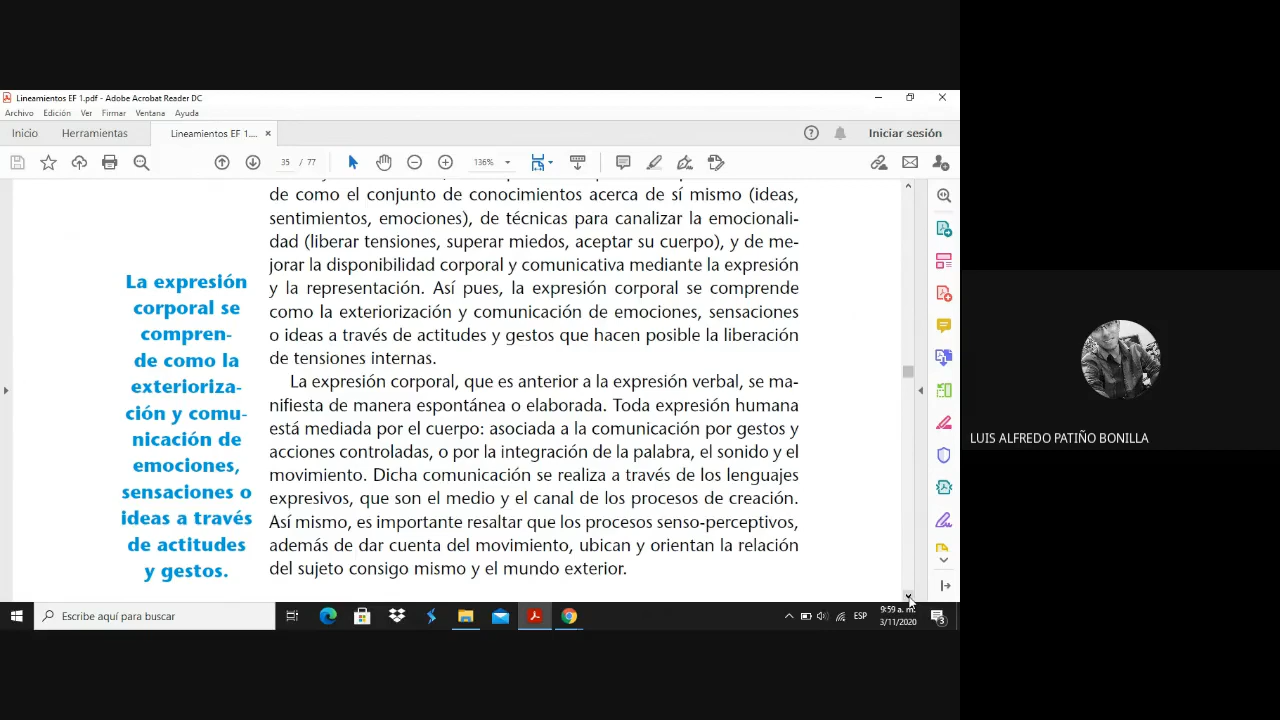 Lineamientos EF 1.pdf - Adobe Acrobat Reader DC
Archivo Edición Ver Firmar Ventana Ayuda
Inicio Herramientas Lineamientos EF 1.... × Iniciar sesión
35 / 77 136%
de como el conjunto de conocimientos acerca de sí mismo (ideas,
sentimientos, emociones), de técnicas para canalizar la emocionali-
dad (liberar tensiones, superar miedos, aceptar su cuerpo), y de me-
jorar la disponibilidad corporal y comunicativa mediante la expresión
y la representación. Así pues, la expresión corporal se comprende
como la exteriorización y comunicación de emociones, sensaciones
o ideas a través de actitudes y gestos que hacen posible la liberación
de tensiones internas.
La expresión corporal, que es anterior a la expresión verbal, se ma-
nifiesta de manera espontánea o elaborada. Toda expresión humana
está mediada por el cuerpo: asociada a la comunicación por gestos y
acciones controladas, o por la integración de la palabra, el sonido y el
movimiento. Dicha comunicación se realiza a través de los lenguajes
expresivos, que son el medio y el canal de los procesos de creación.
Así mismo, es importante resaltar que los procesos senso-perceptivos,
además de dar cuenta del movimiento, ubican y orientan la relación
del sujeto consigo mismo y el mundo exterior.
La expresión
corporal se
compren-
de como la
exterioriza-
ción y comu-
nicación de
emociones,
sensaciones o
ideas a través
de actitudes
y gestos.
LUIS ALFREDO PATIÑO BONILLA
Escribe aquí para buscar
ESP
9:59 a. m.
3/11/2020
3